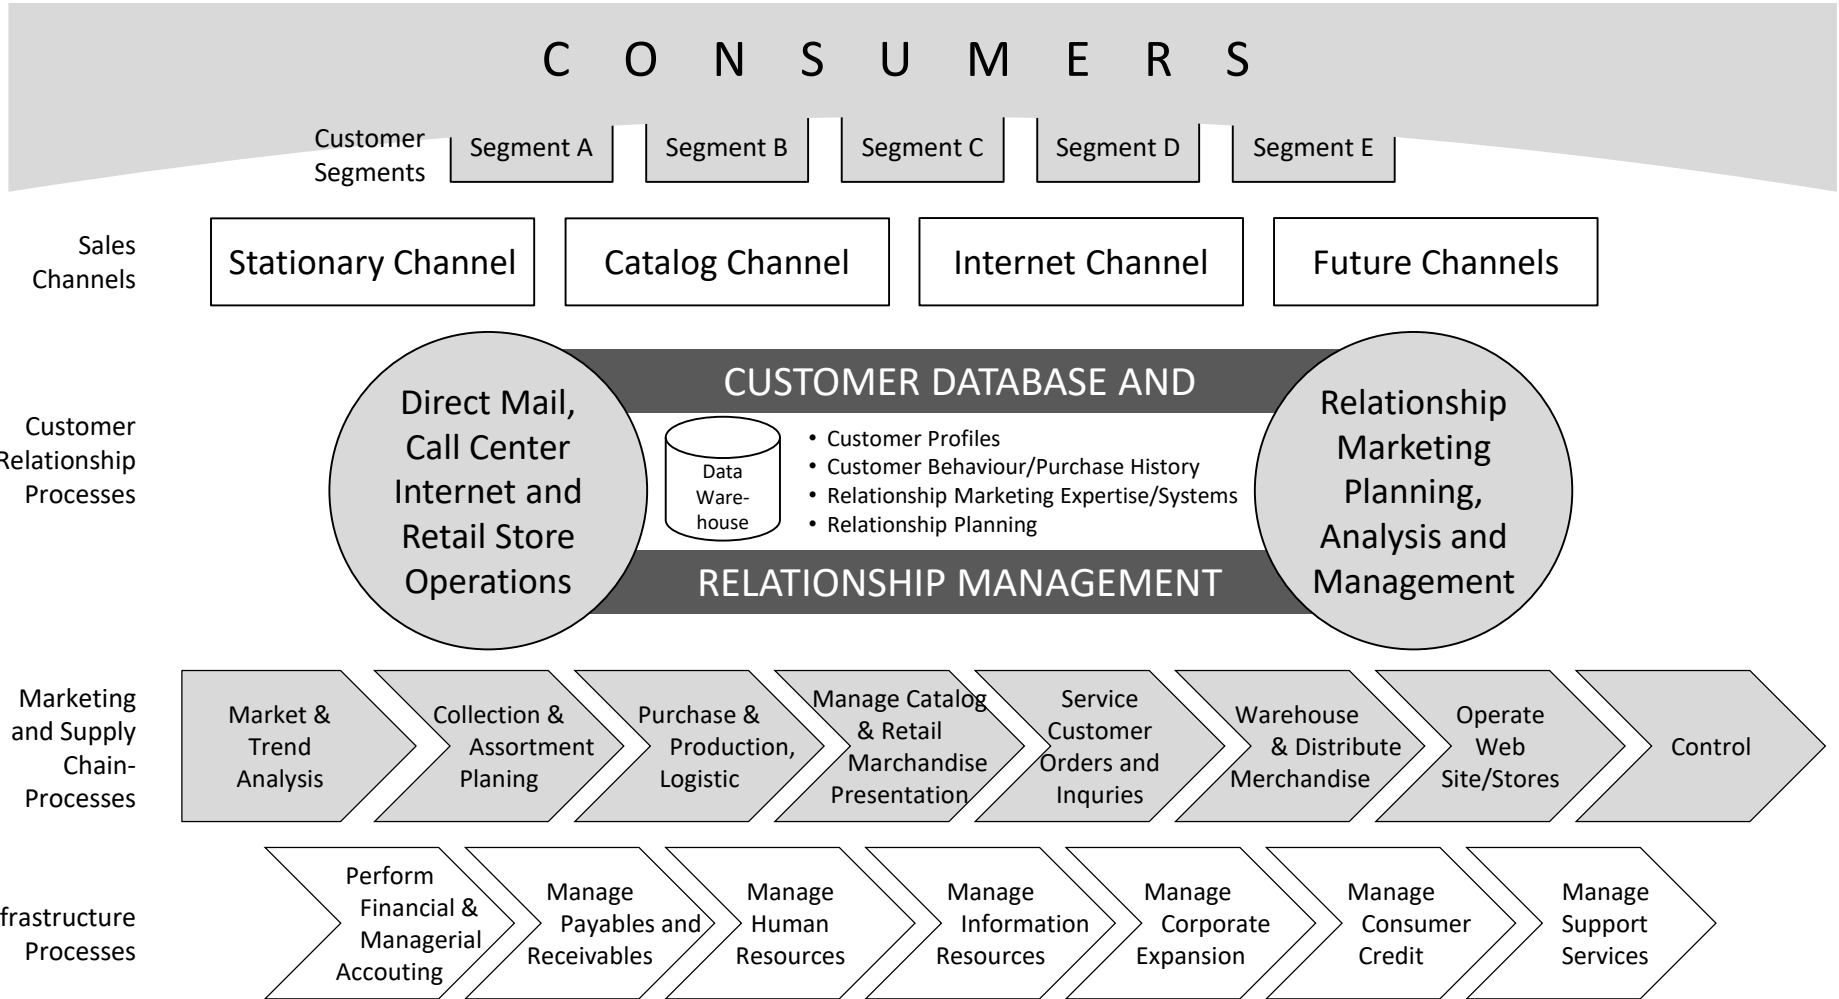 C O N S U M E R S
Customer
Segments
Segment A
Segment B
Segment C
Segment D
Segment E
Sales
Channels
Stationary Channel
Catalog Channel
Internet Channel
Future Channels
Customer
Relationship
Processes
Direct Mail,
Call Center
Internet and
Retail Store
Operations
CUSTOMER DATABASE AND
Data
Ware-
house
• Customer Profiles
• Customer Behaviour/Purchase History
• Relationship Marketing Expertise/Systems
• Relationship Planning
RELATIONSHIP MANAGEMENT
Relationship
Marketing
Planning,
Analysis and
Management
Marketing
and Supply
Chain-
Processes
Market &
Trend
Analysis
Collection &
Assortment
Planing
Purchase &
Production,
Logistic
Manage Catalog
& Retail
Marchandise
Presentation
Service
Customer
Orders and
Inquries
Warehouse
& Distribute
Merchandise
Operate
Web
Site/Stores
Control
frastructure
Processes
Perform
Financial &
Managerial
Accouting
Manage
Payables and
Receivables
Manage
Human
Resources
Manage
Information
Resources
Manage
Corporate
Expansion
Manage
Consumer
Credit
Manage
Support
Services